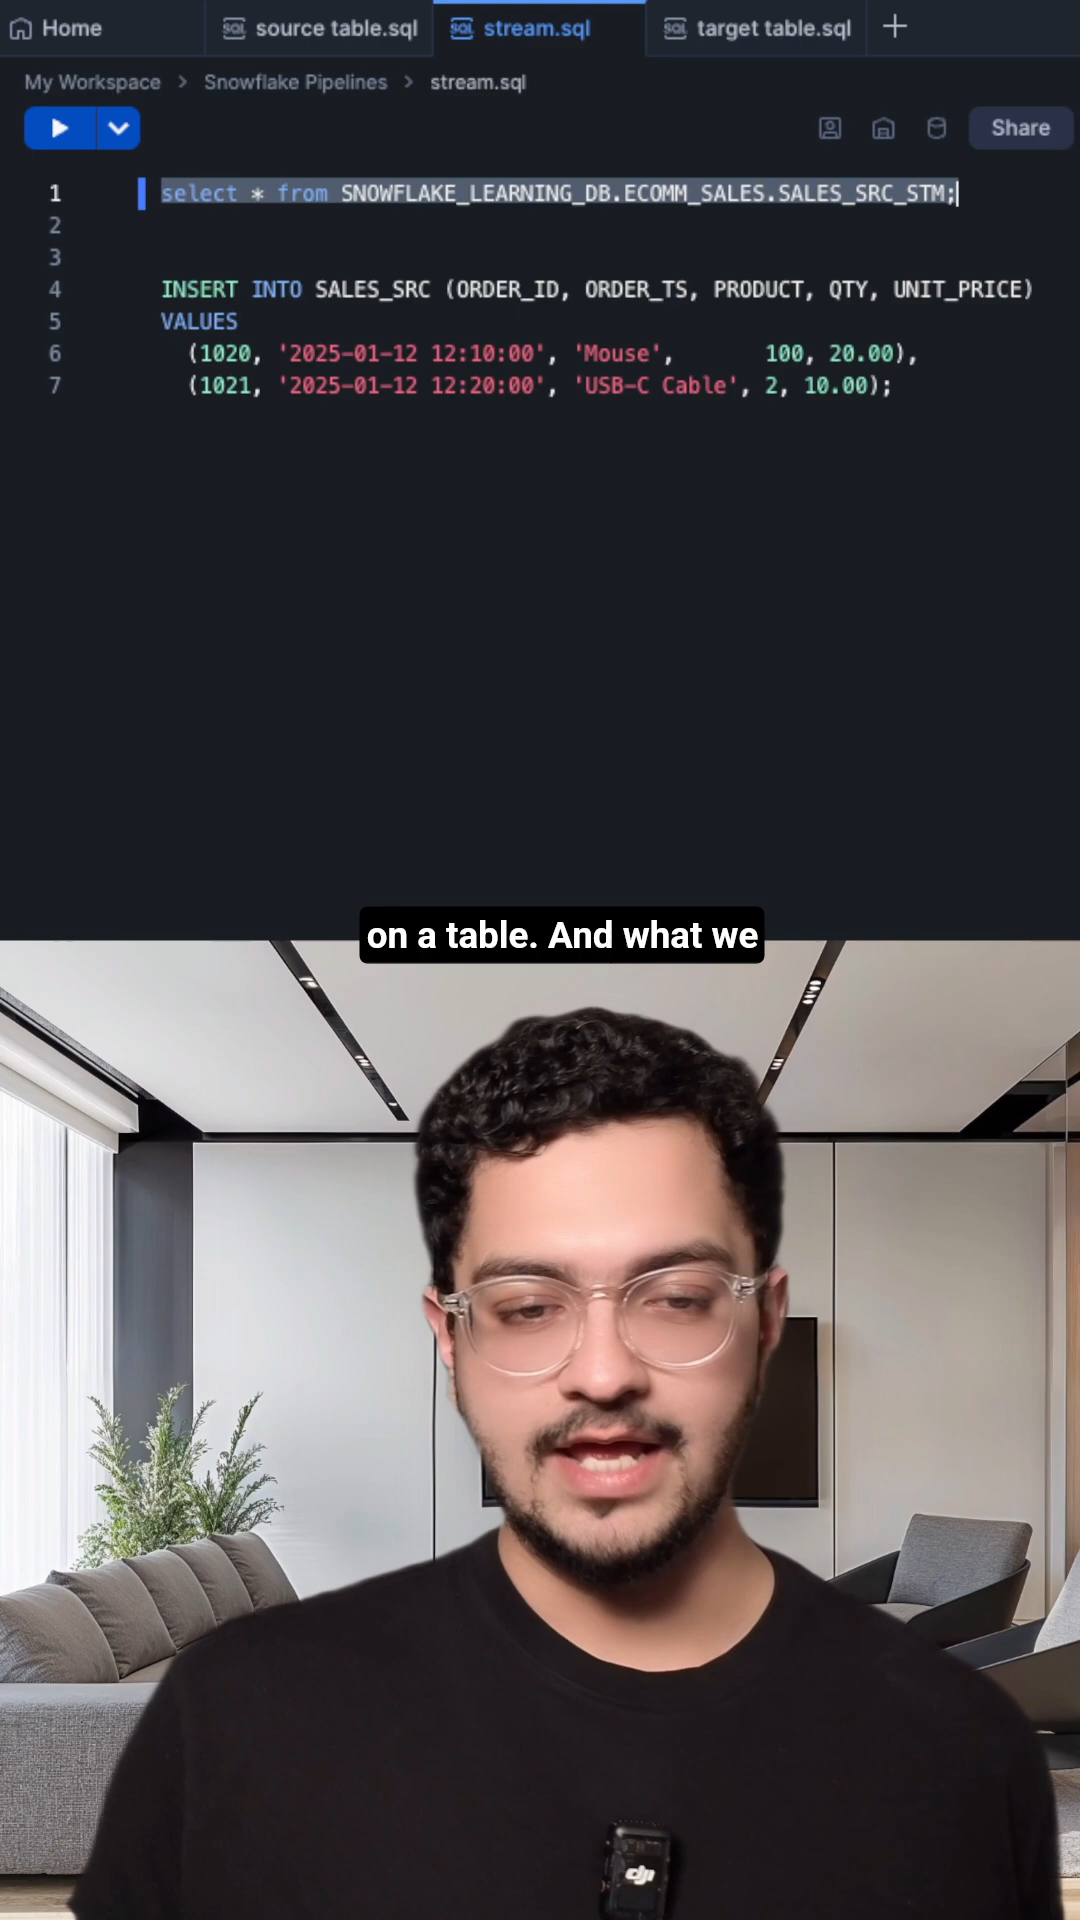 Home
source table.sql
stream.sql
target table.sql
My Workspace > Snowflake Pipelines > stream.sql
Share
1 select * from SNOWFLAKE_LEARNING_DB.ECOMM_SALES.SALES_SRC_STM;
2
3
4 INSERT INTO SALES_SRC (ORDER_ID, ORDER_TS, PRODUCT, QTY, UNIT_PRICE)
5 VALUES
6 (1020, '2025-01-12 12:10:00', 'Mouse', 100, 20.00),
7 (1021, '2025-01-12 12:20:00', 'USB-C Cable', 2, 10.00);
on a table. And what we
dji